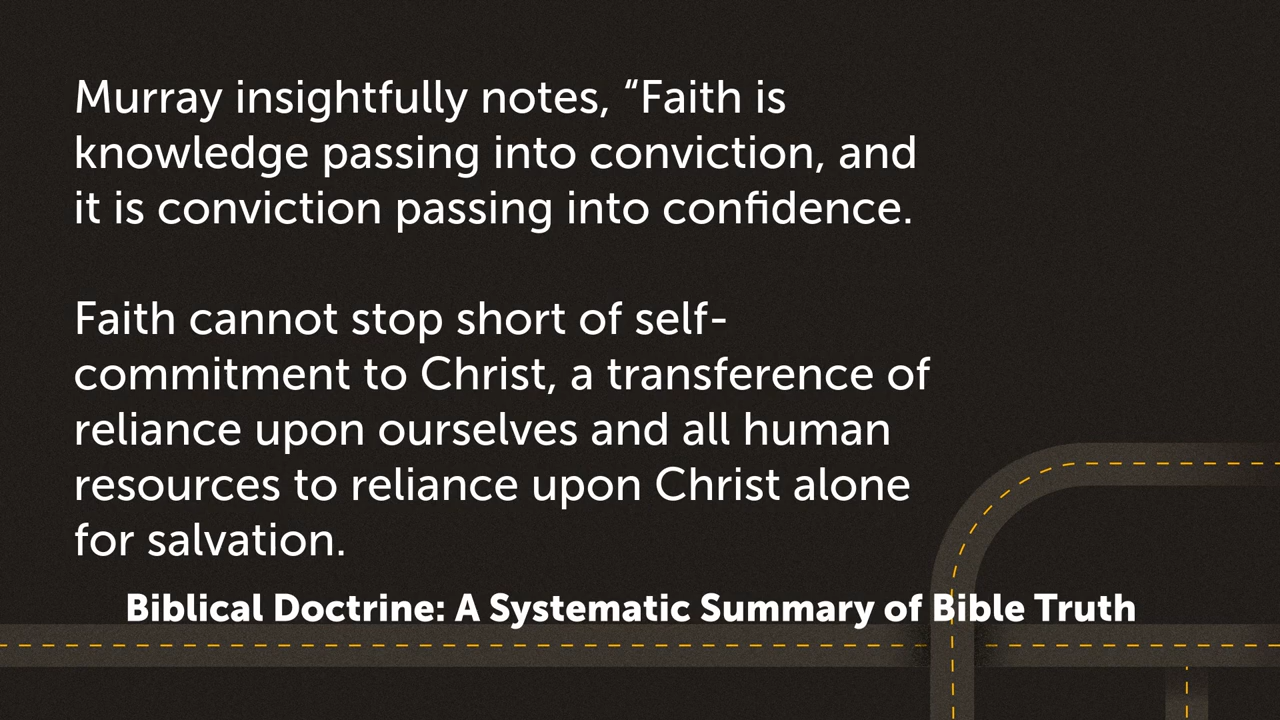 Murray insightfully notes, “Faith is
knowledge passing into conviction, and
it is conviction passing into confidence.
Faith cannot stop short of self-
commitment to Christ, a transference of
reliance upon ourselves and all human
resources to reliance upon Christ alone
for salvation.
Biblical Doctrine: A Systematic Summary of Bible Truth